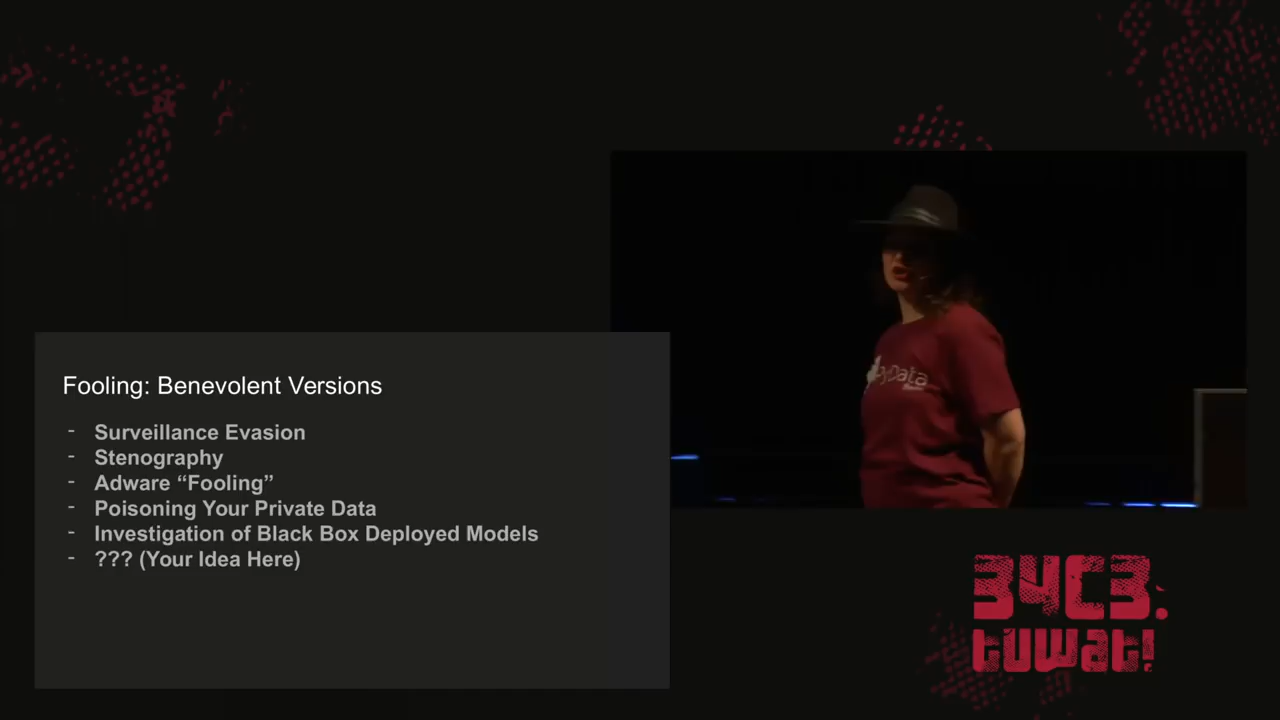 Fooling: Benevolent Versions
- Surveillance Evasion
- Stenography
- Adware “Fooling”
- Poisoning Your Private Data
- Investigation of Black Box Deployed Models
- ??? (Your Idea Here)
PyData
34C3.
tuwat!